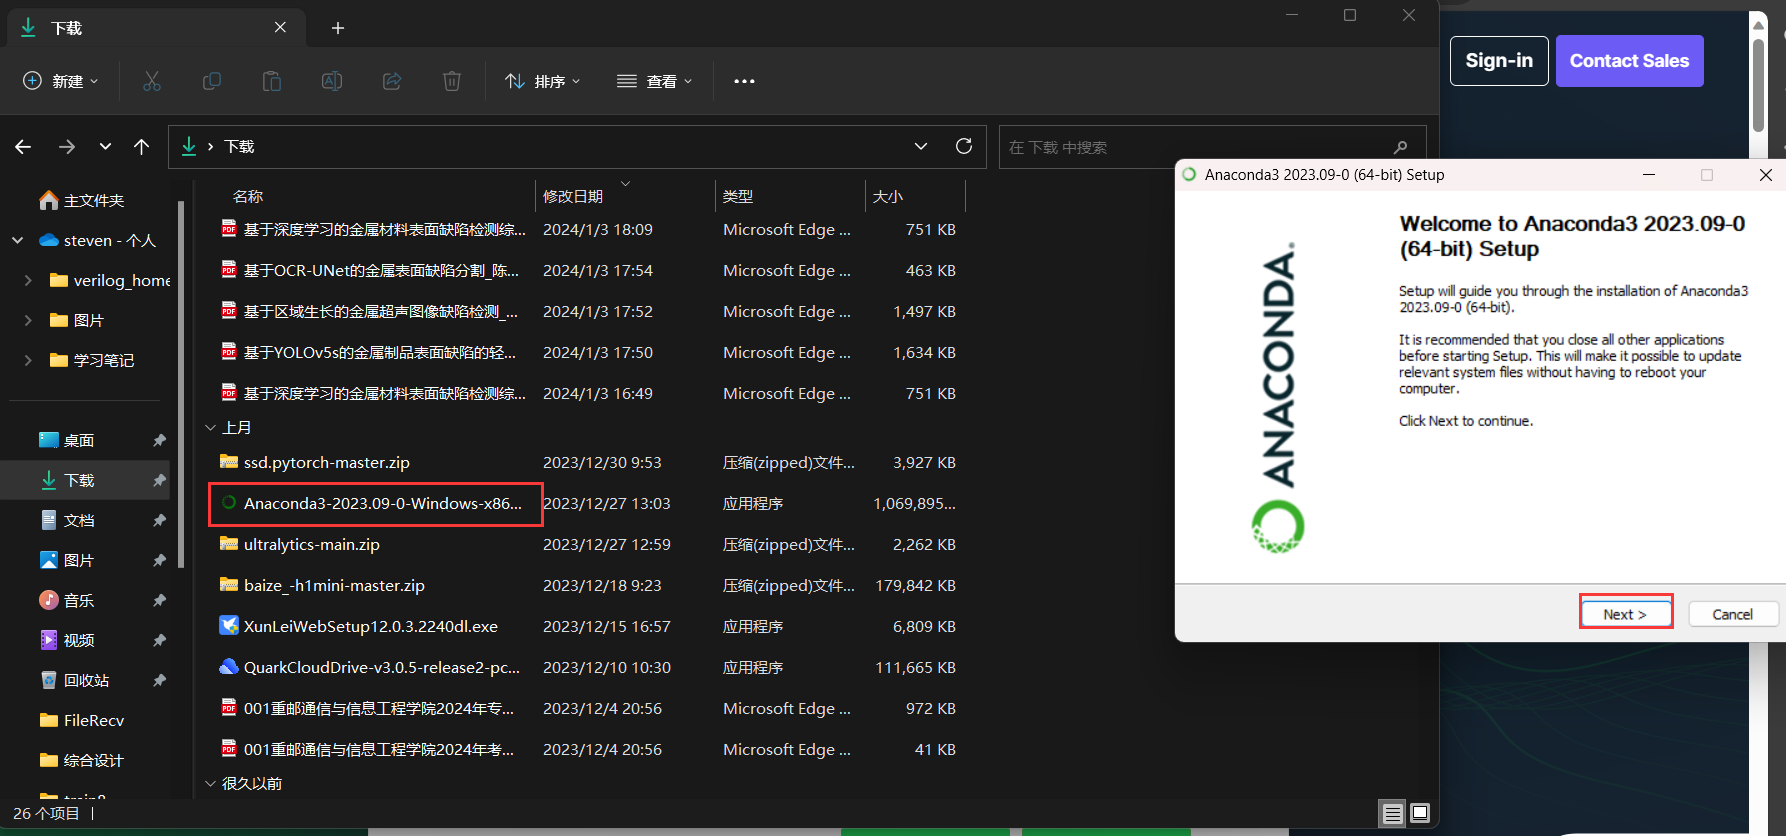 下载
新建
排序
查看
下载
在 下载 中搜索
Sign-in
Contact Sales
主文件夹
steven - 个人
verilog_home
图片
学习笔记
桌面
下载
文档
图片
音乐
视频
回收站
FileRecv
综合设计
名称 修改日期 类型 大小
基于深度学习的金属材料表面缺陷检测综... 2024/1/3 18:09 Microsoft Edge ... 751 KB
基于OCR-UNet的金属表面缺陷分割_陈... 2024/1/3 17:54 Microsoft Edge ... 463 KB
基于区域生长的金属超声图像缺陷检测_... 2024/1/3 17:52 Microsoft Edge ... 1,497 KB
基于YOLOv5s的金属制品表面缺陷的轻... 2024/1/3 17:50 Microsoft Edge ... 1,634 KB
基于深度学习的金属材料表面缺陷检测综... 2024/1/3 16:49 Microsoft Edge ... 751 KB
上月
ssd.pytorch-master.zip 2023/12/30 9:53 压缩(zipped)文件... 3,927 KB
Anaconda3-2023.09-0-Windows-x86... 2023/12/27 13:03 应用程序 1,069,895...
ultralytics-main.zip 2023/12/27 12:59 压缩(zipped)文件... 2,262 KB
baize_-h1mini-master.zip 2023/12/18 9:23 压缩(zipped)文件... 179,842 KB
XunLeiWebSetup12.0.3.2240dl.exe 2023/12/15 16:57 应用程序 6,809 KB
QuarkCloudDrive-v3.0.5-release2-pc... 2023/12/10 10:30 应用程序 111,665 KB
001重邮通信与信息工程学院2024年专... 2023/12/4 20:56 Microsoft Edge ... 972 KB
001重邮通信与信息工程学院2024年考... 2023/12/4 20:56 Microsoft Edge ... 41 KB
很久以前
26 个项目
Anaconda3 2023.09-0 (64-bit) Setup
ANACONDA.
Welcome to Anaconda3 2023.09-0
(64-bit) Setup
Setup will guide you through the installation of Anaconda3
2023.09-0 (64-bit).
It is recommended that you close all other applications
before starting Setup. This will make it possible to update
relevant system files without having to reboot your
computer.
Click Next to continue.
Next >
Cancel